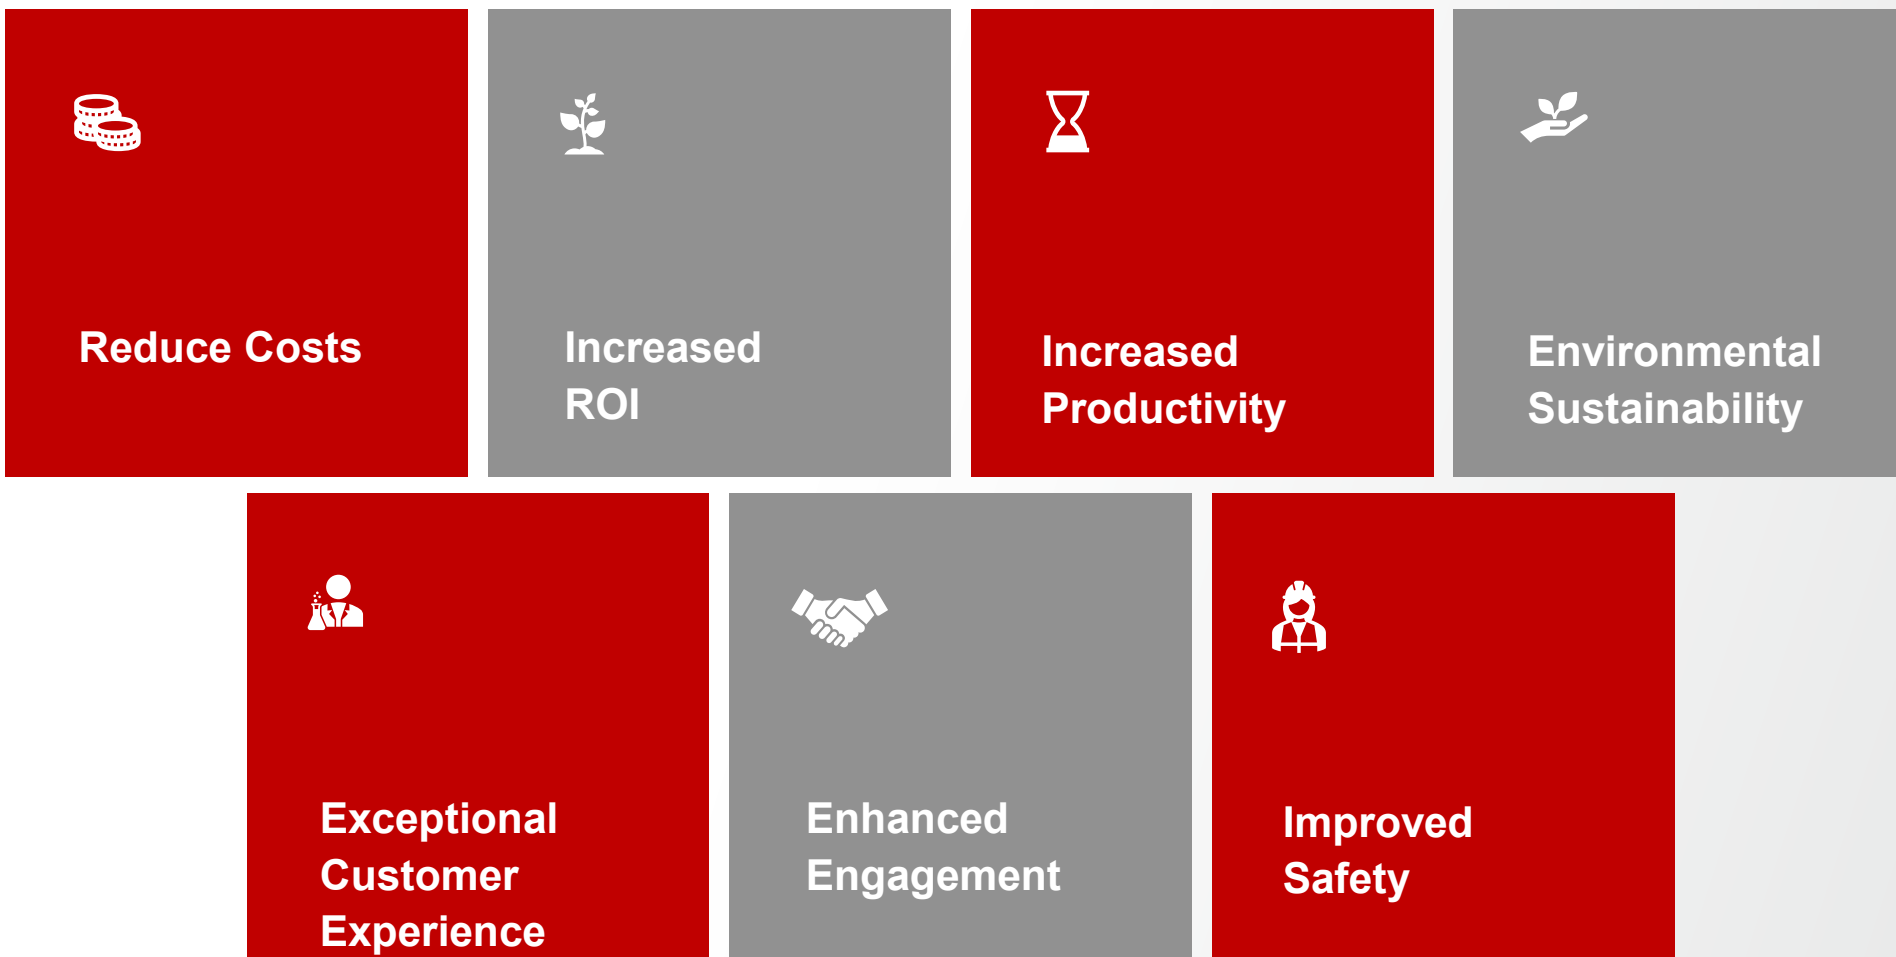 Reduce Costs
Increased
ROI
Increased
Productivity
Environmental
Sustainability
Exceptional
Customer
Experience
Enhanced
Engagement
Improved
Safety